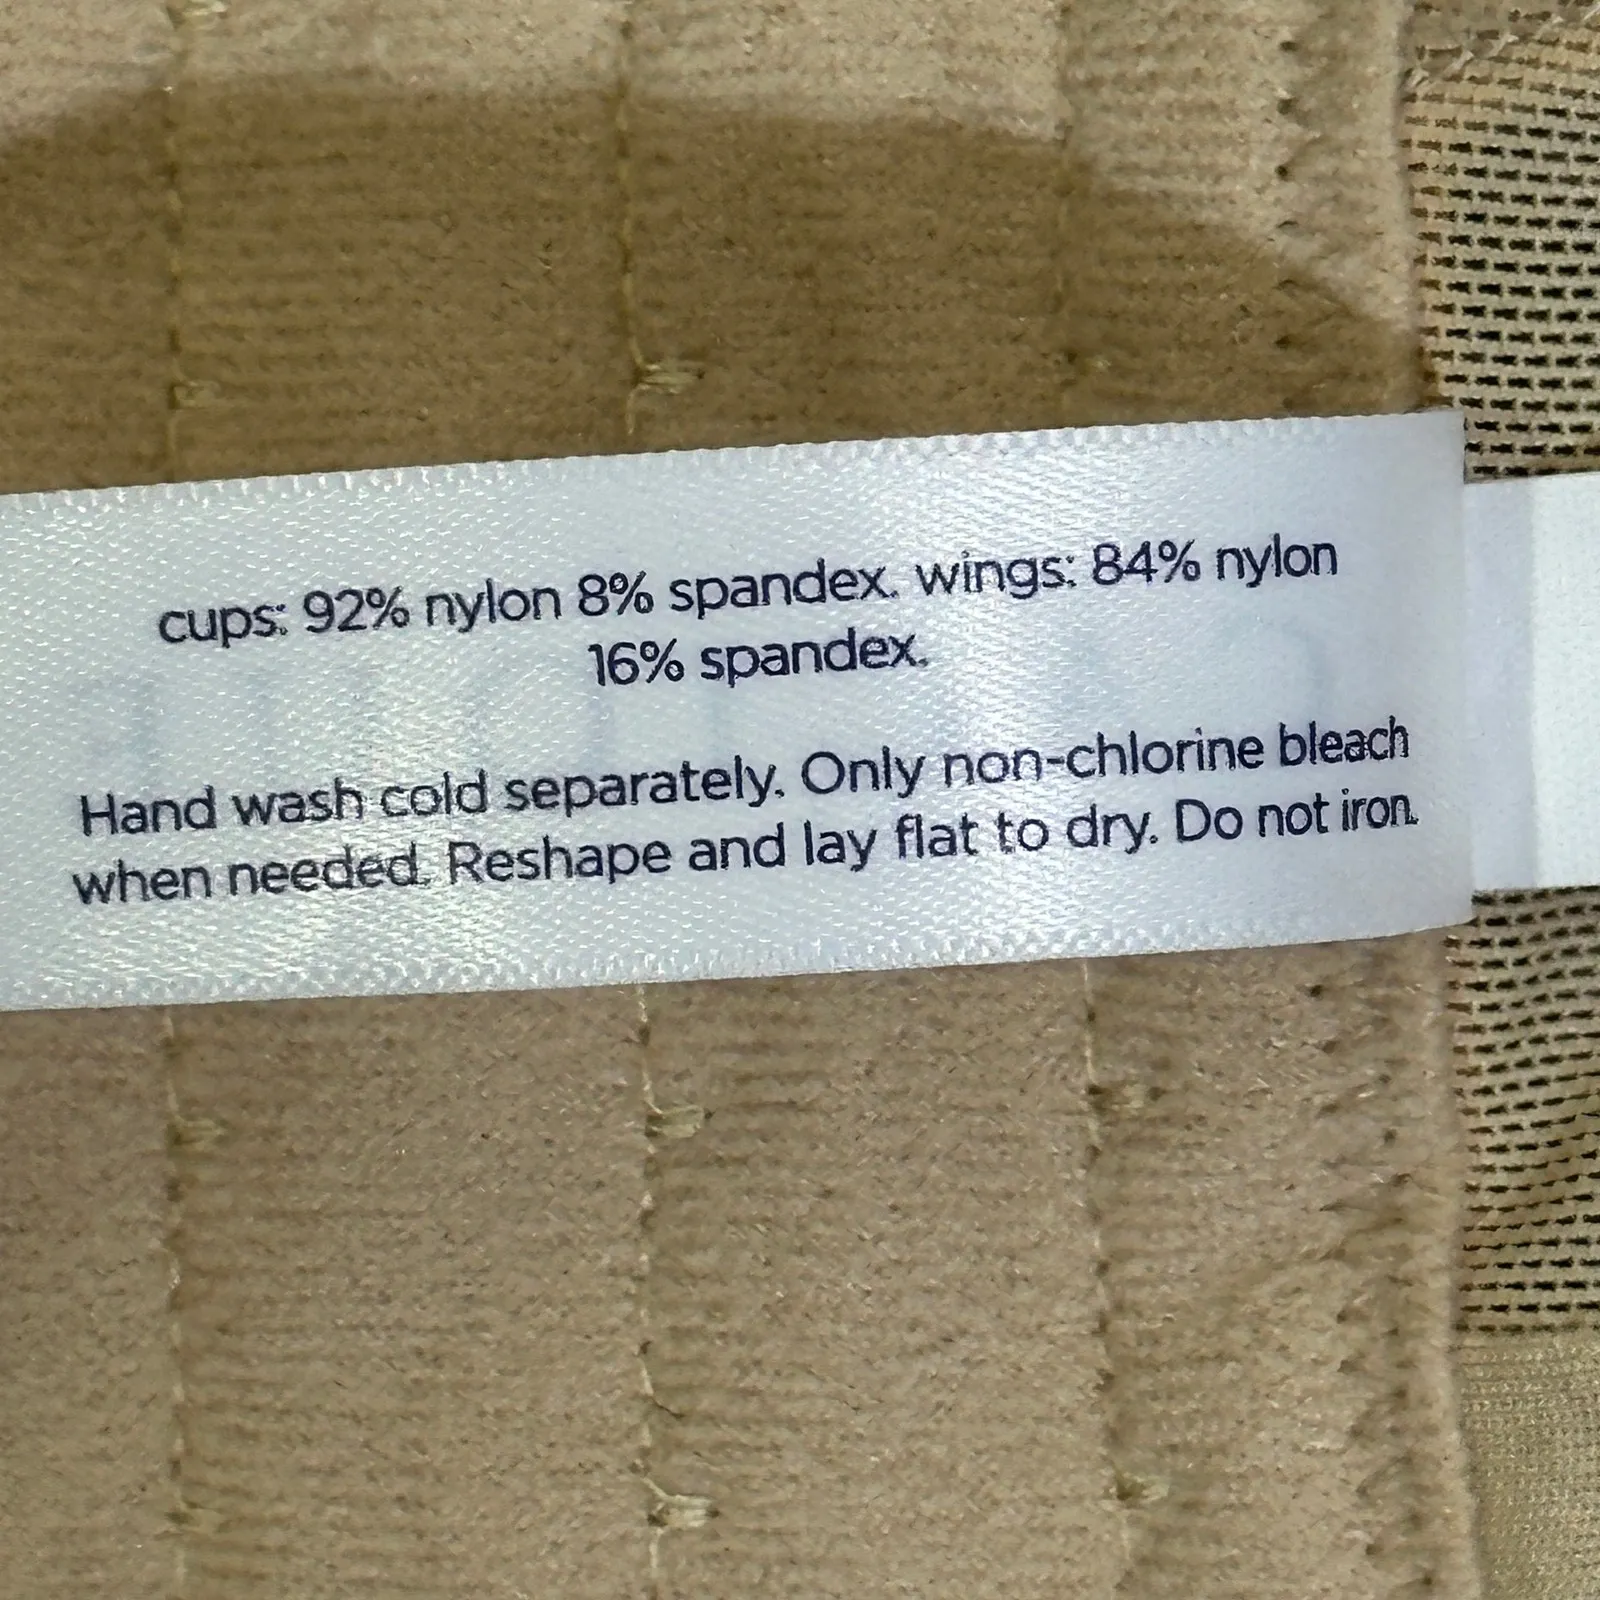 cups: 92% nylon 8% spandex. wings: 84% nylon
16% spandex.
Hand wash cold separately. Only non-chlorine bleach
when needed. Reshape and lay flat to dry. Do not iron.